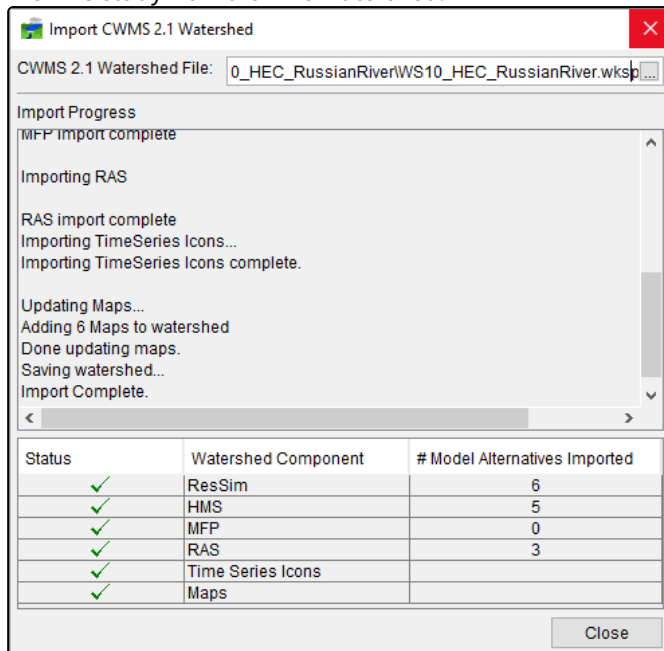 Import CWMS 2.1 Watershed
CWMS 2.1 Watershed File: 0_HEC_RussianRiver\WS10_HEC_RussianRiver.wksp ...
Import Progress
MFP import complete
Importing RAS
RAS import complete
Importing TimeSeries Icons...
Importing TimeSeries Icons complete.
Updating Maps...
Adding 6 Maps to watershed
Done updating maps.
Saving watershed...
Import Complete.
Status Watershed Component # Model Alternatives Imported
ResSim 6
HMS 5
MFP 0
RAS 3
Time Series Icons
Maps
Close